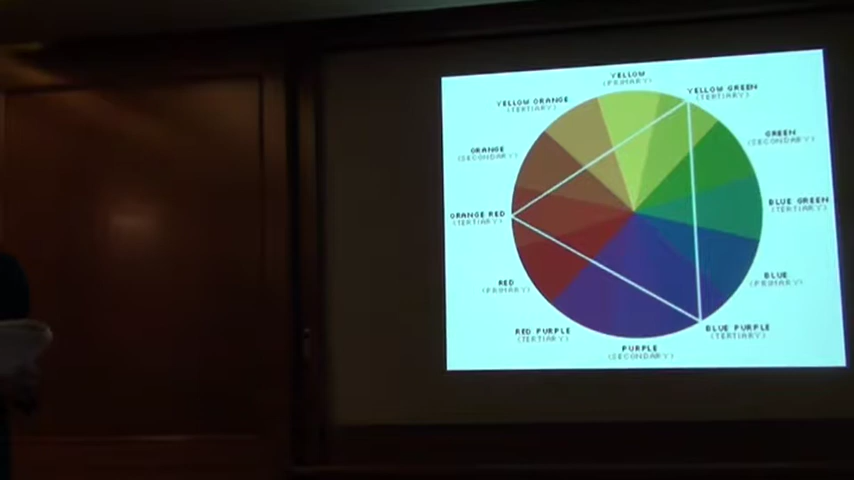 YELLOW
(PRIMARY)
YELLOW GREEN
(TERTIARY)
GREEN
(SECONDARY)
BLUE GREEN
(TERTIARY)
BLUE
(PRIMARY)
BLUE PURPLE
(TERTIARY)
PURPLE
(SECONDARY)
RED PURPLE
(TERTIARY)
RED
(PRIMARY)
ORANGE RED
(TERTIARY)
ORANGE
(SECONDARY)
YELLOW ORANGE
(TERTIARY)